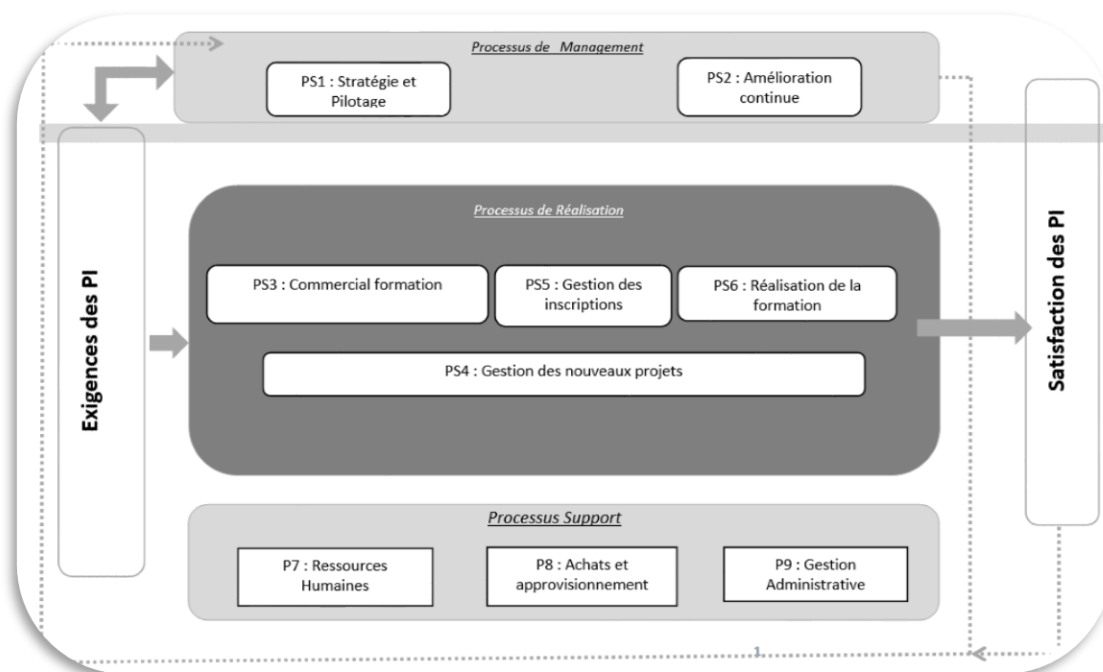 Processus de Management
PS1 : Stratégie et
Pilotage
PS2 : Amélioration
continue
Exigences des PI
Processus de Réalisation
PS3 : Commercial formation
PS5 : Gestion des
inscriptions
PS6 : Réalisation de la
formation
PS4 : Gestion des nouveaux projets
Satisfaction des PI
Processus Support
P7 : Ressources
Humaines
P8 : Achats et
approvisionnement
P9 : Gestion
Administrative
1